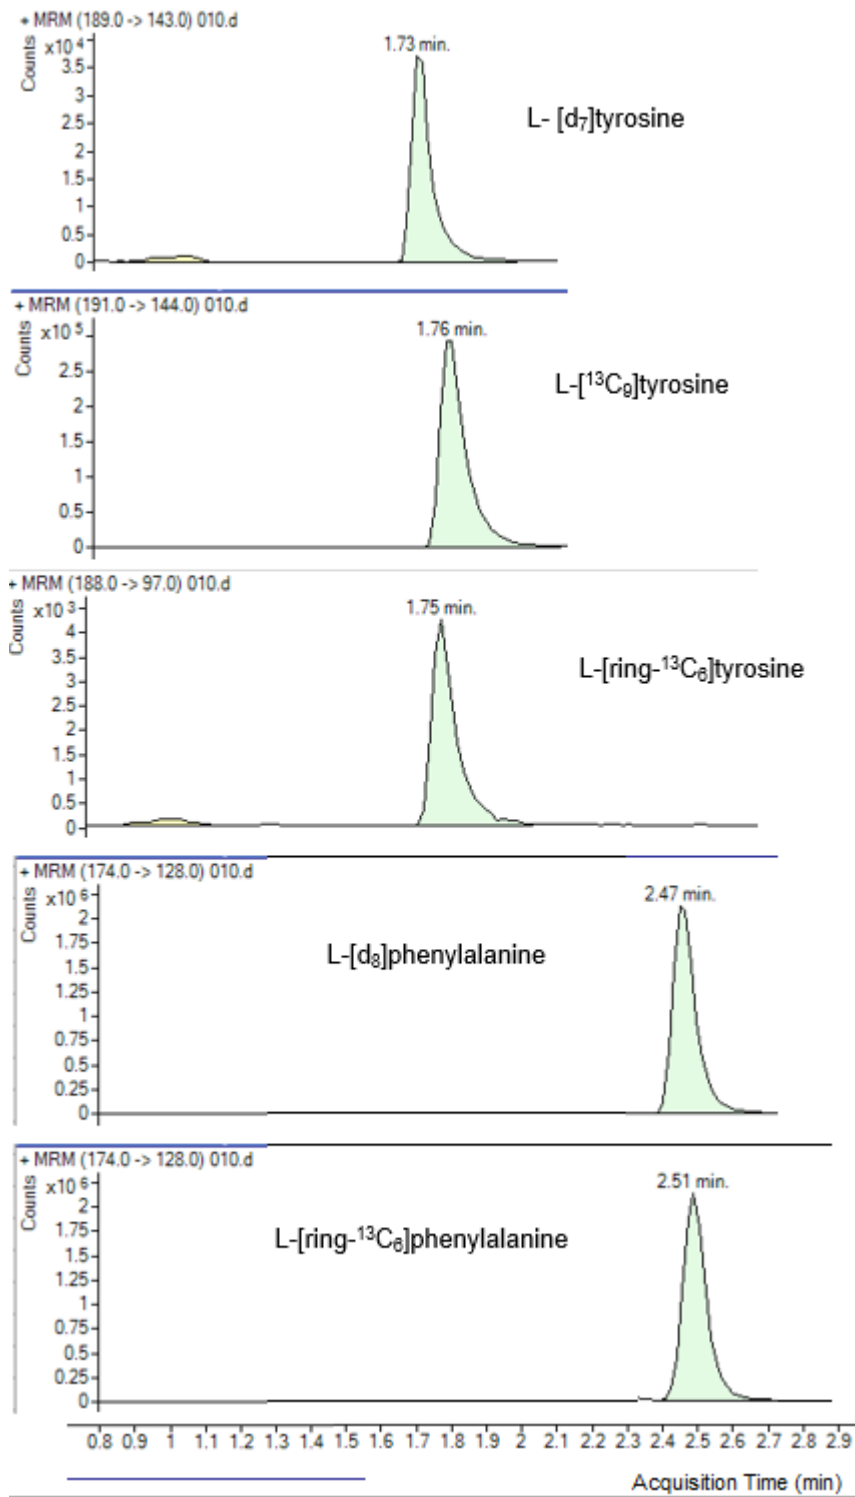 + MRM (189.0 -> 143.0) 010.d
Counts
x10 4
1.73 min.
3.5
3
2.5
2
1.5
1
0.5
0
L- [d₇]tyrosine
+ MRM (191.0 -> 144.0) 010.d
Counts
x10 5
1.76 min.
2.5
2
1.5
1
0.5
0
L-[¹³C₉]tyrosine
+ MRM (188.0 -> 97.0) 010.d
Counts
x10 3
1.75 min.
4
3.5
3
2.5
2
1.5
1
0.5
0
L-[ring-¹³C₆]tyrosine
+ MRM (174.0 -> 128.0) 010.d
Counts
x10 6
2.47 min.
2
1.75
1.5
1.25
1
0.75
0.5
0.25
0
L-[d₈]phenylalanine
+ MRM (174.0 -> 128.0) 010.d
Counts
x10 6
2.51 min.
2
1.75
1.5
1.25
1
0.75
0.5
0.25
0
L-[ring-¹³C₆]phenylalanine
0.8 0.9 1 1.1 1.2 1.3 1.4 1.5 1.6 1.7 1.8 1.9 2 2.1 2.2 2.3 2.4 2.5 2.6 2.7 2.8 2.9
Acquisition Time (min)